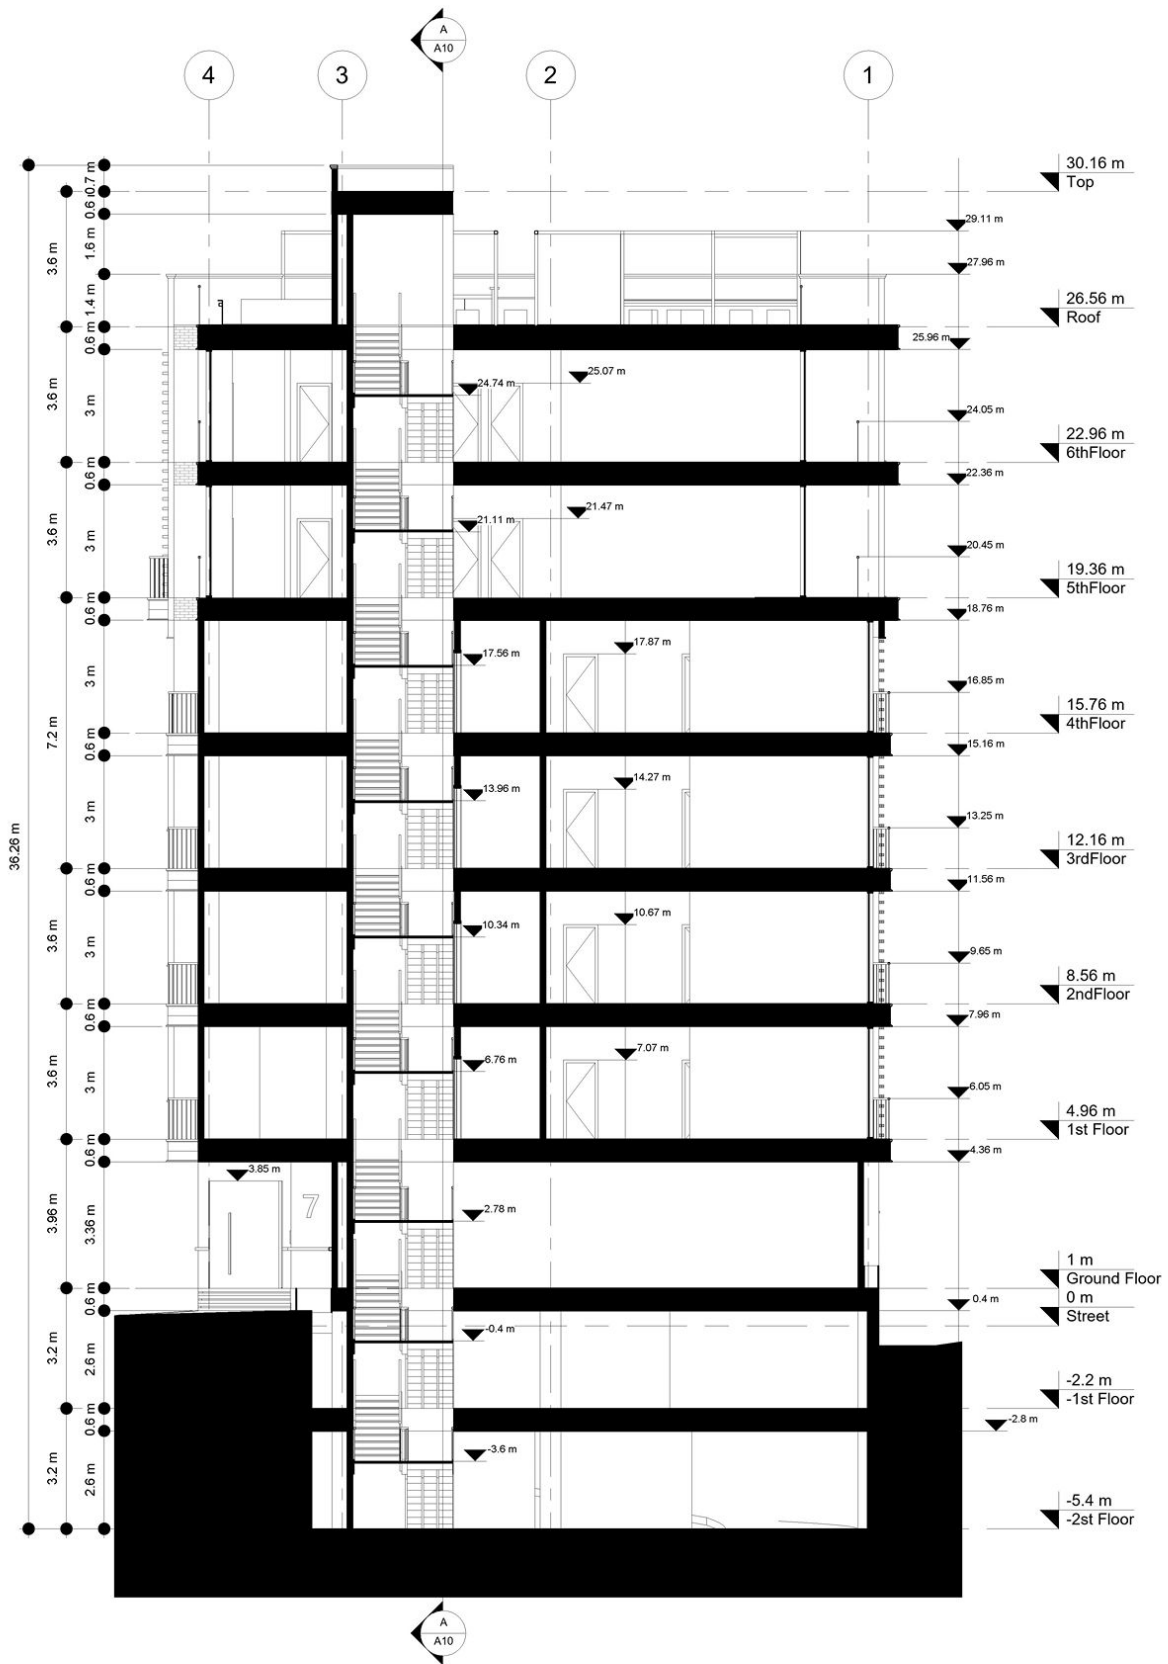 A
A10
4
3
2
1
30.16 m
Top
0.7 m
0.6 m
29.11 m
3.6 m
1.6 m
27.96 m
1.4 m
26.56 m
Roof
0.6 m
25.96 m
25.07 m
24.74 m
3.6 m
3 m
24.05 m
22.96 m
6thFloor
0.6 m
22.36 m
21.47 m
21.11 m
3.6 m
3 m
20.45 m
19.36 m
5thFloor
0.6 m
18.76 m
17.87 m
17.56 m
3 m
16.85 m
15.76 m
4thFloor
7.2 m
0.6 m
15.16 m
14.27 m
13.96 m
3 m
13.25 m
36.26 m
12.16 m
3rdFloor
0.6 m
11.56 m
10.67 m
10.34 m
3.6 m
3 m
9.65 m
8.56 m
2ndFloor
0.6 m
7.96 m
7.07 m
6.76 m
3.6 m
3 m
6.05 m
4.96 m
1st Floor
0.6 m
4.36 m
3.85 m
7
2.78 m
3.96 m
3.36 m
1 m
Ground Floor
0.6 m
0.4 m
0 m
Street
-0.4 m
3.2 m
2.6 m
-2.2 m
-1st Floor
0.6 m
-2.8 m
-3.6 m
3.2 m
2.6 m
-5.4 m
-2st Floor
A
A10